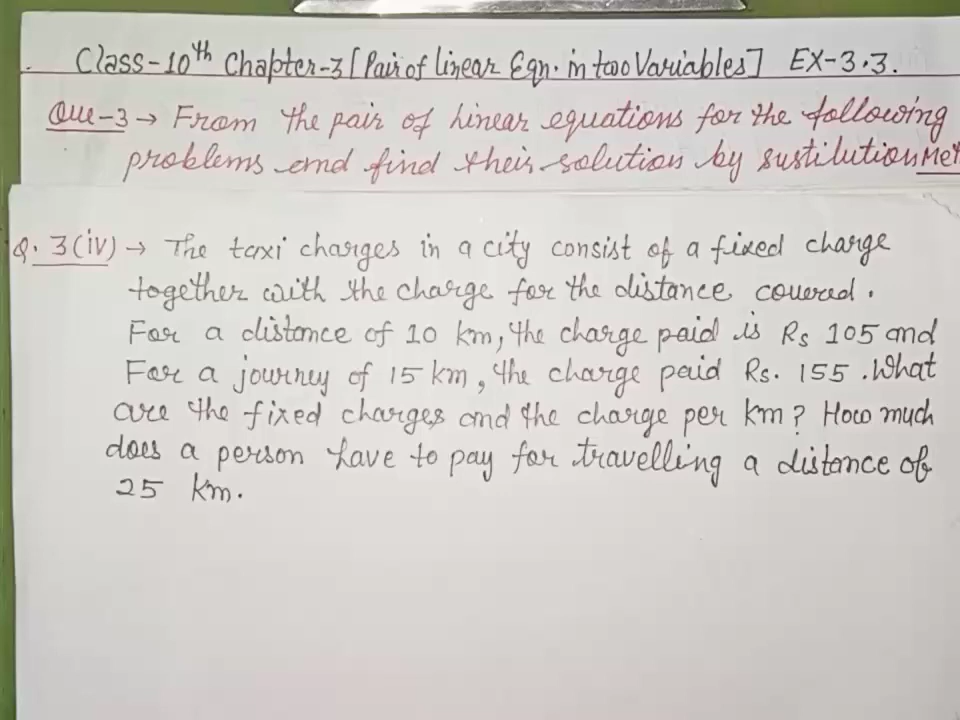 Class-10th Chapter-3 [Pair of linear Eqn. in two Variables] EX-3.3.
Que-3 → From the pair of linear equations for the following
problems and find their solution by sustilution Met
Q. 3(iv) → The taxi charges in a city consist of a fixed charge
together with the charge for the distance covered.
For a distance of 10 km, the charge paid is Rs 105 and
For a journey of 15 km, the charge paid Rs. 155. What
are the fixed charges and the charge per km? How much
does a person have to pay for travelling a distance of
25 km.